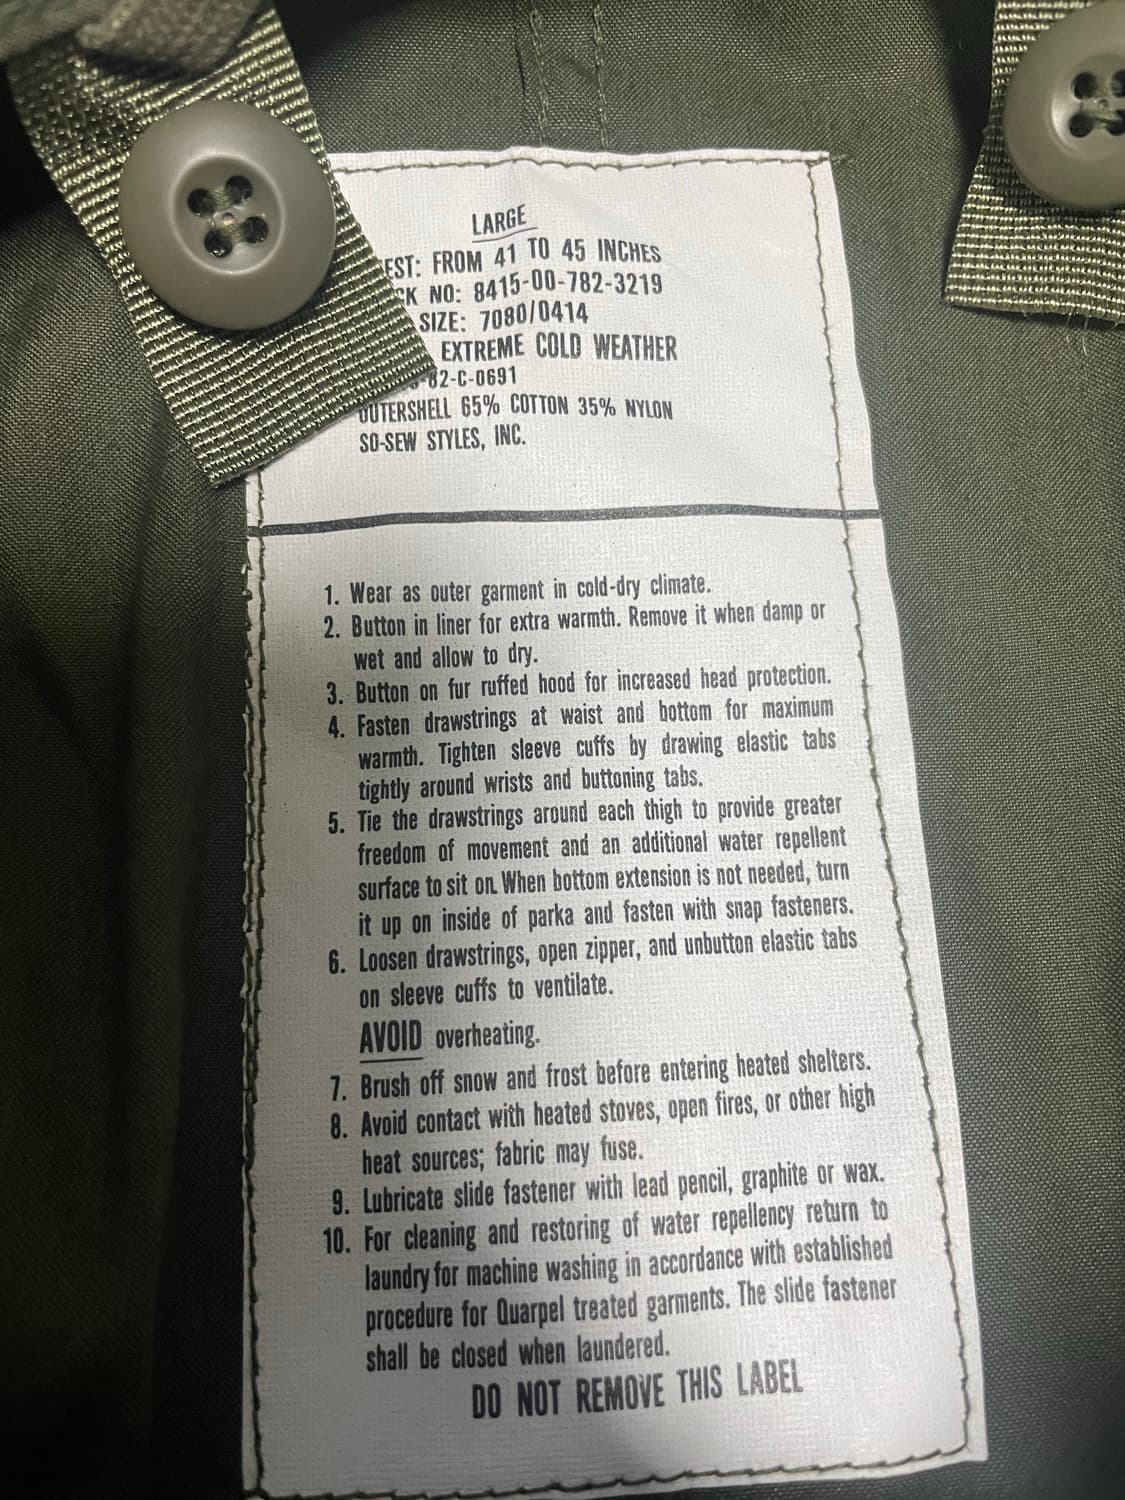 LARGE
EST: FROM 41 TO 45 INCHES
CK NO: 8415-00-782-3219
SIZE: 7080/0414
EXTREME COLD WEATHER
-82-C-0691
OUTERSHELL 65% COTTON 35% NYLON
SO-SEW STYLES, INC.
1. Wear as outer garment in cold-dry climate.
2. Button in liner for extra warmth. Remove it when damp or
wet and allow to dry.
3. Button on fur ruffed hood for increased head protection.
4. Fasten drawstrings at waist and bottom for maximum
warmth. Tighten sleeve cuffs by drawing elastic tabs
tightly around wrists and buttoning tabs.
5. Tie the drawstrings around each thigh to provide greater
freedom of movement and an additional water repellent
surface to sit on. When bottom extension is not needed, turn
it up on inside of parka and fasten with snap fasteners.
6. Loosen drawstrings, open zipper, and unbutton elastic tabs
on sleeve cuffs to ventilate.
AVOID overheating.
7. Brush off snow and frost before entering heated shelters.
8. Avoid contact with heated stoves, open fires, or other high
heat sources; fabric may fuse.
9. Lubricate slide fastener with lead pencil, graphite or wax.
10. For cleaning and restoring of water repellency return to
laundry for machine washing in accordance with established
procedure for Quarpel treated garments. The slide fastener
shall be closed when laundered.
DO NOT REMOVE THIS LABEL